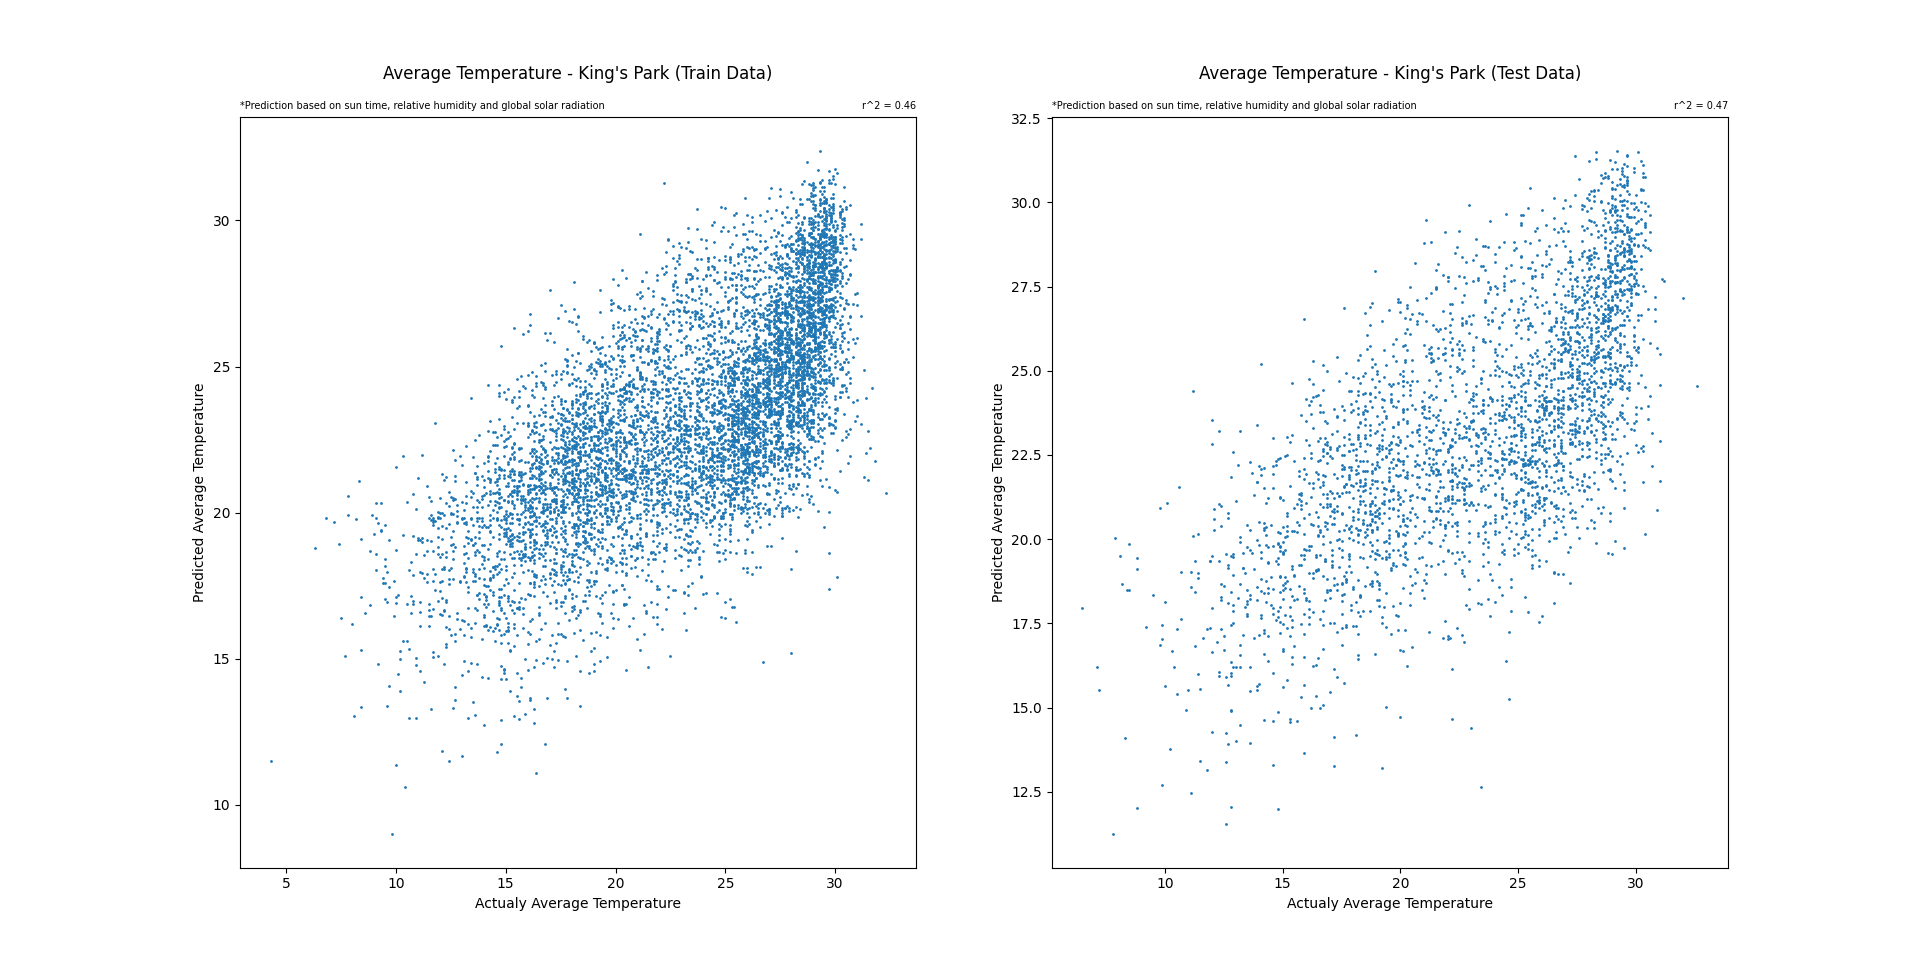 Average Temperature - King's Park (Train Data)
*Prediction based on sun time, relative humidity and global solar radiation
r^2 = 0.46
30
25
20
15
10
Predicted Average Temperature
5
10
15
20
25
30
Actualy Average Temperature
Average Temperature - King's Park (Test Data)
*Prediction based on sun time, relative humidity and global solar radiation
r^2 = 0.47
32.5
30.0
27.5
25.0
22.5
20.0
17.5
15.0
12.5
Predicted Average Temperature
10
15
20
25
30
Actualy Average Temperature